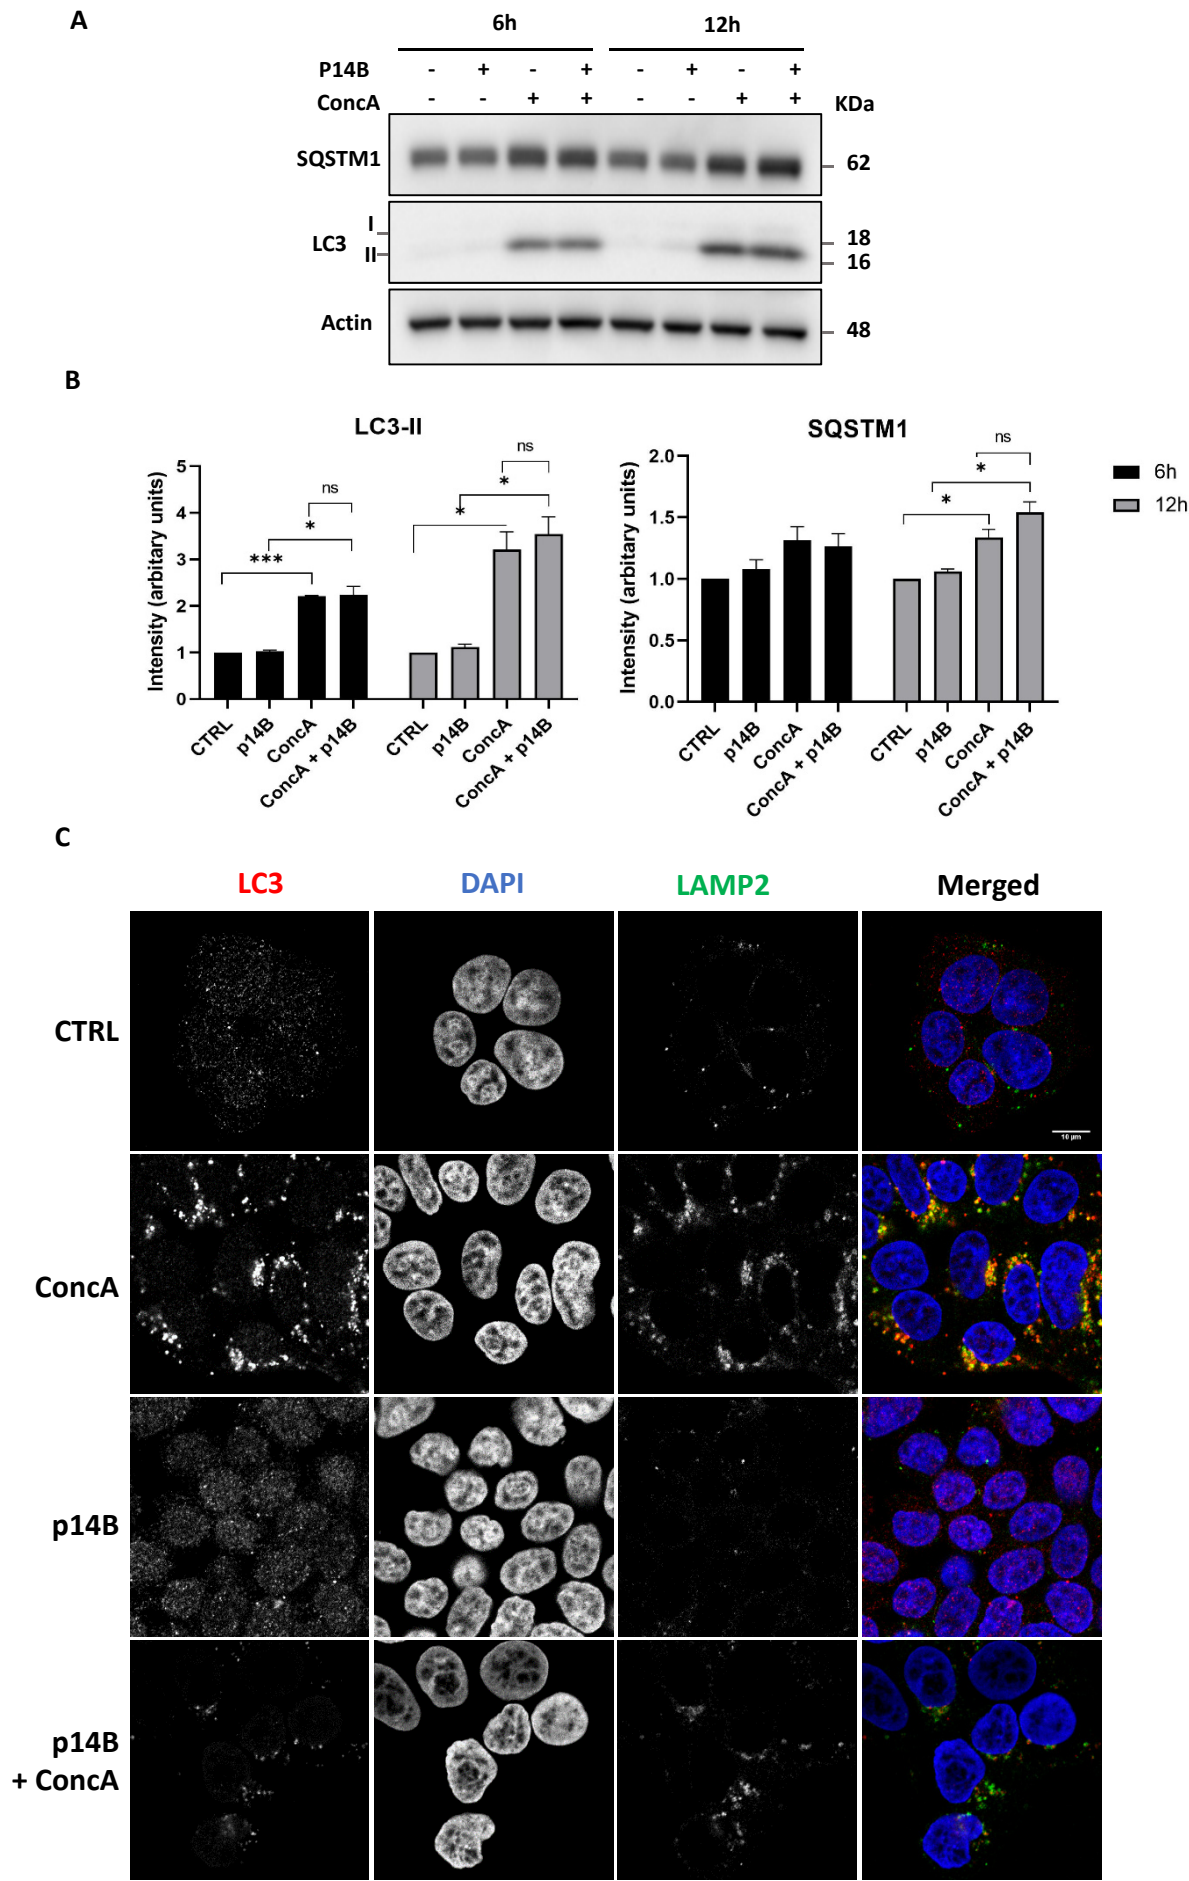 A
6h 12h
P14B - + - + - + - +
ConcA - - + + - - + + KDa
SQSTM1 62
I
LC3 18
II 16
Actin 48
B
LC3-II
SQSTM1
Intensity (arbitary units)
5
4
3
2
1
0
*** * ns * * ns
CTRL p14B ConcA ConcA + p14B CTRL p14B ConcA ConcA + p14B
Intensity (arbitary units)
2.0
1.5
1.0
0.5
0.0
* * ns
CTRL p14B ConcA ConcA + p14B CTRL p14B ConcA ConcA + p14B
6h
12h
C
LC3 DAPI LAMP2 Merged
CTRL
10 µm
ConcA
p14B
p14B
+ ConcA